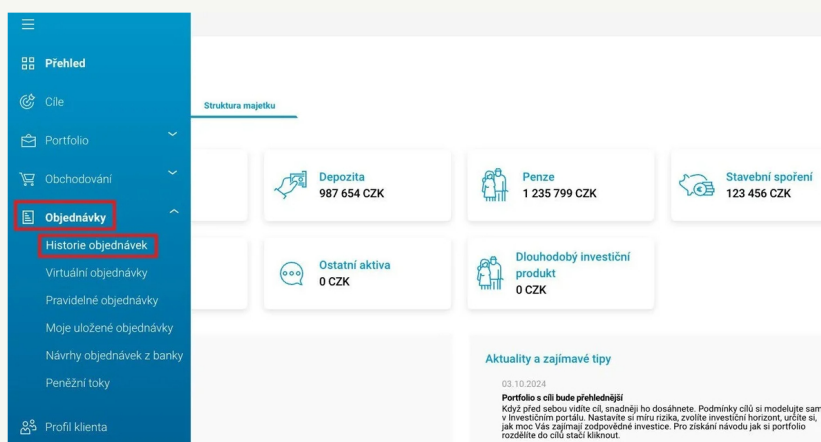 Přehled
Cíle
Portfolio
Obchodování
Objednávky
Historie objednávek
Virtuální objednávky
Pravidelné objednávky
Moje uložené objednávky
Návrhy objednávek z banky
Peněžní toky
Profil klienta
Struktura majetku
Depozita
987 654 CZK
Penze
1 235 799 CZK
Stavební spoření
123 456 CZK
Ostatní aktiva
0 CZK
Dlouhodobý investiční
produkt
0 CZK
Aktuality a zajímavé tipy
03.10.2024
Portfolio s cíli bude přehlednější
Když před sebou vidíte cíl, snadněji ho dosáhnete. Podmínky cílů si modelujte sam
v Investičním portálu. Nastavíte si míru rizika, zvolíte investiční horizont, určíte si,
jak moc Vás zajímají zodpovědné investice. Pro získání návodu jak si portfolio
rozdělíte do cílů stačí kliknout.